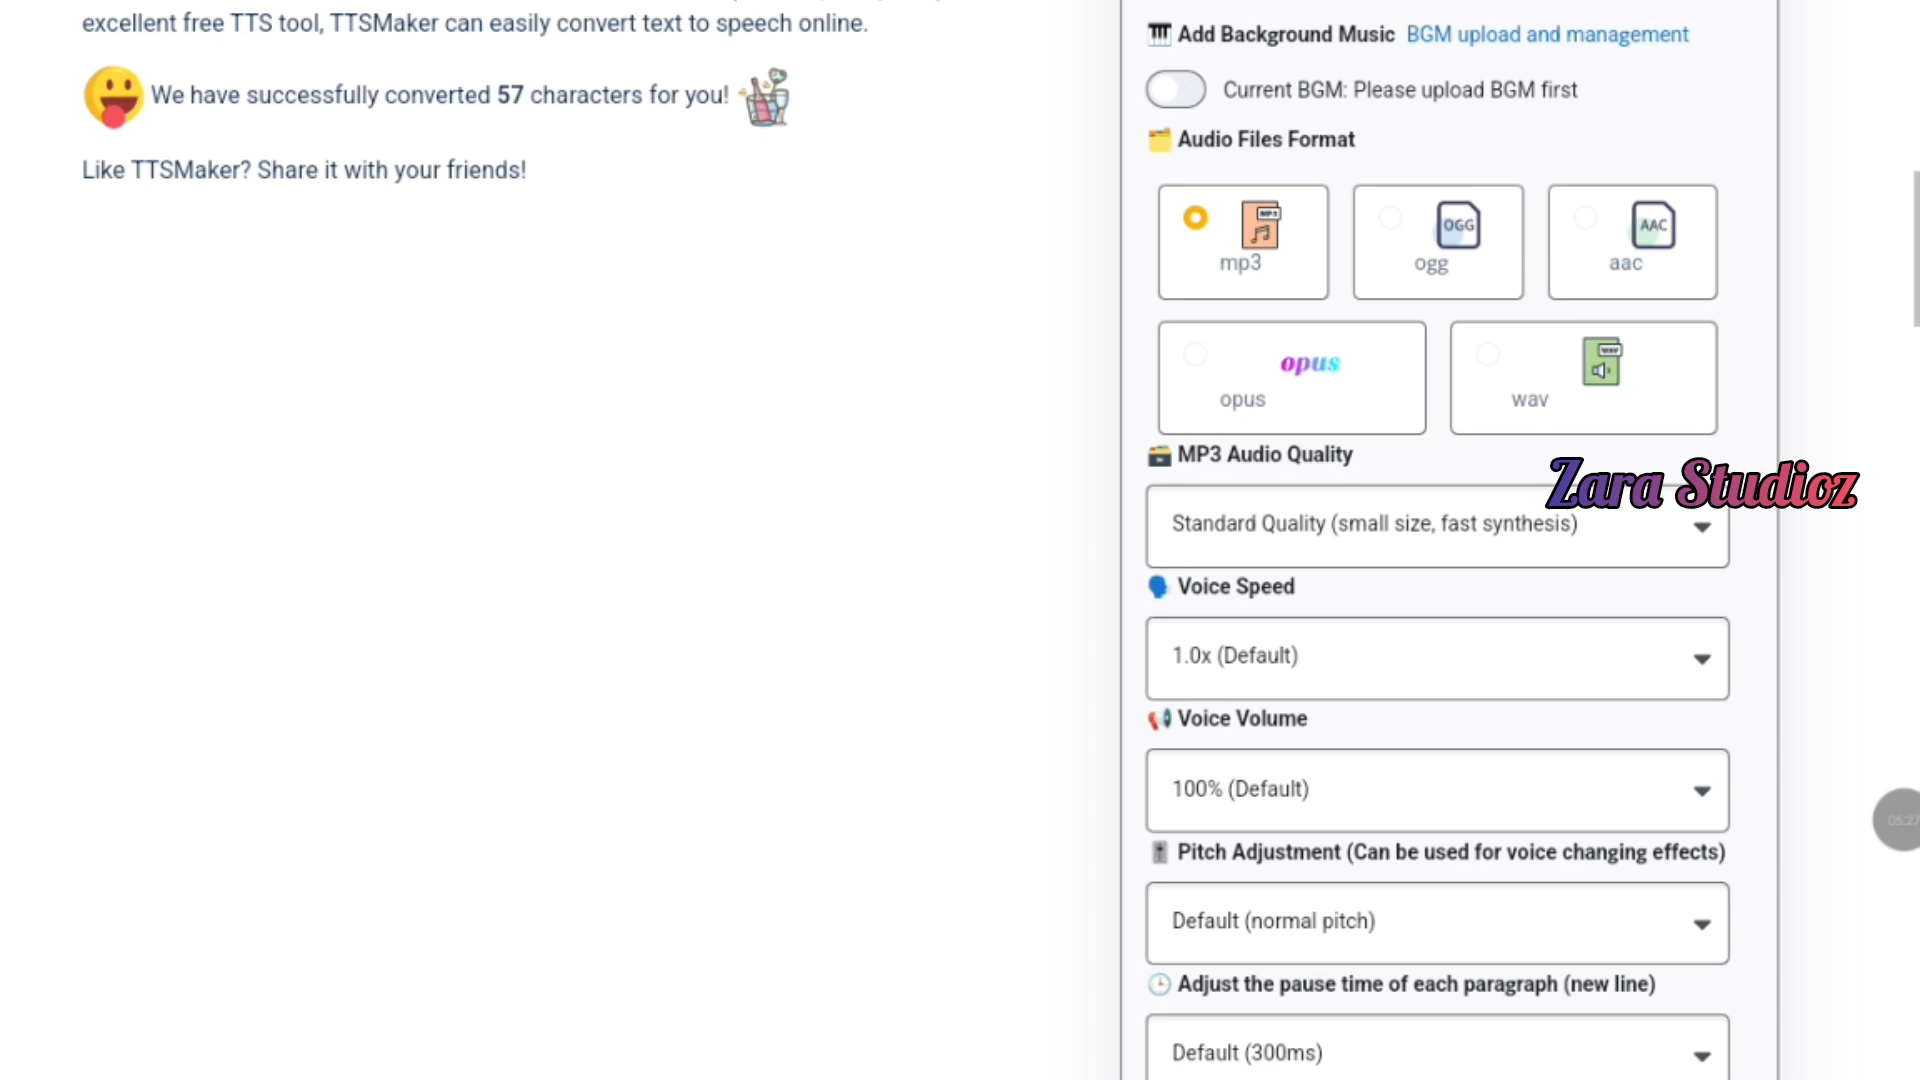 excellent free TTS tool, TTSMaker can easily convert text to speech online.
We have successfully converted 57 characters for you!
Like TTSMaker? Share it with your friends!
Add Background Music BGM upload and management
Current BGM: Please upload BGM first
Audio Files Format
MP3
OGG
AAC
mp3
ogg
aac
opus
WAV
opus
wav
MP3 Audio Quality
Zara Studioz
Standard Quality (small size, fast synthesis)
Voice Speed
1.0x (Default)
Voice Volume
100% (Default)
05:27
Pitch Adjustment (Can be used for voice changing effects)
Default (normal pitch)
Adjust the pause time of each paragraph (new line)
Default (300ms)